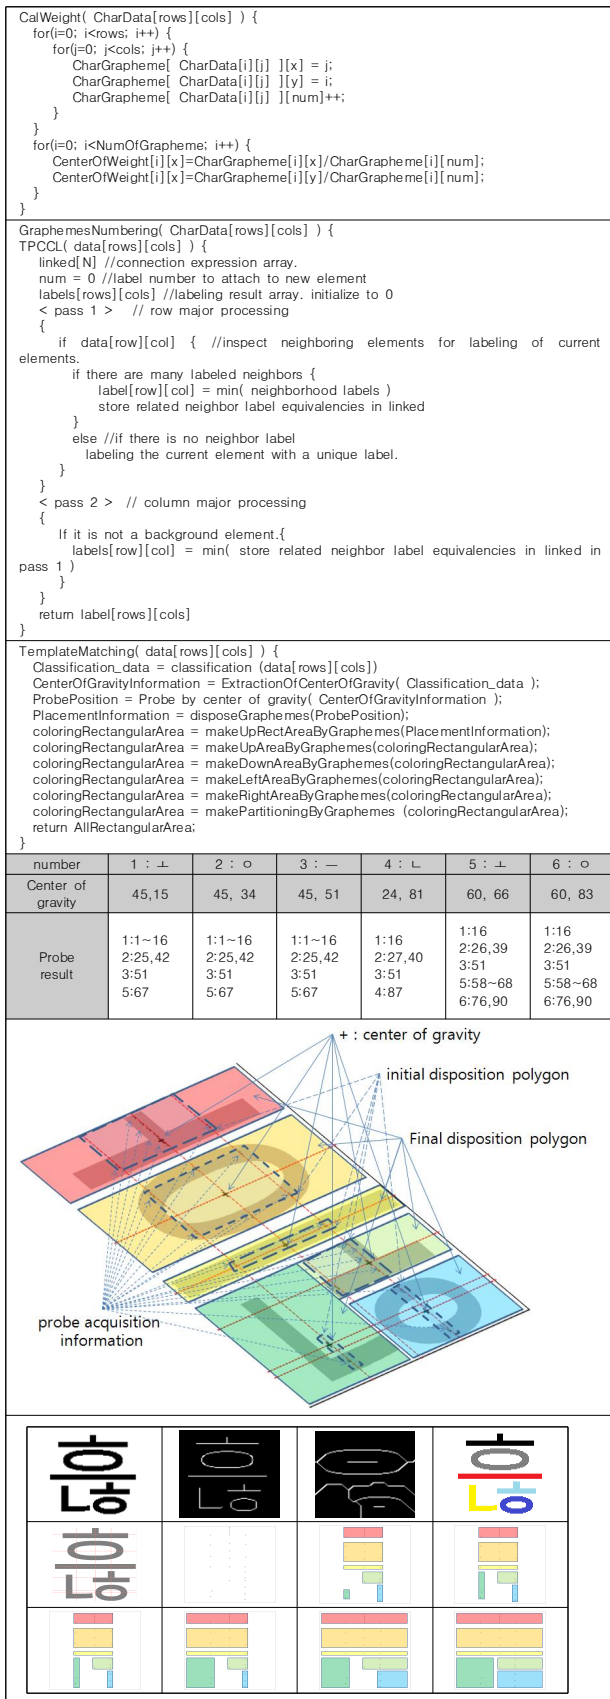 CalWeight( CharData[rows][cols] ) {
for(i=0; i<rows; i++) {
for(j=0; j<cols; j++) {
CharGrapheme[ CharData[i][j] ][x] = j;
CharGrapheme[ CharData[i][j] ][y] = i;
CharGrapheme[ CharData[i][j] ][num]++;
}
}
for(i=0; i<NumOfGrapheme; i++) {
CenterOfWeight[i][x]=CharGrapheme[i][x]/CharGrapheme[i][num];
CenterOfWeight[i][x]=CharGrapheme[i][y]/CharGrapheme[i][num];
}
}
GraphemesNumbering( CharData[rows][cols] ) {
TPCCL( data[rows][cols] ) {
linked[N] //connection expression array.
num = 0 //label number to attach to new element
labels[rows][cols] //labeling result array. initialize to 0
< pass 1 > // row major processing
{
if data[row][col] { //inspect neighboring elements for labeling of current
elements.
if there are many labeled neighbors {
label[row][col] = min( neighborhood labels )
store related neighbor label equivalencies in linked
}
else //if there is no neighbor label
labeling the current element with a unique label.
}
}
< pass 2 > // column major processing
{
If it is not a background element.{
labels[row][col] = min( store related neighbor label equivalencies in linked in
pass 1 )
}
}
return label[rows][cols]
}
TemplateMatching( data[rows][cols] ) {
Classification_data = classification (data[rows][cols])
CenterOfGravityInformation = ExtractionOfCenterOfGravity( Classification_data );
ProbePosition = Probe by center of gravity( CenterOfGravityInformation );
PlacementInformation = disposeGraphemes(ProbePosition);
coloringRectangularArea = makeUpRectAreaByGraphemes(PlacementInformation);
coloringRectangularArea = makeUpAreaByGraphemes(coloringRectangularArea);
coloringRectangularArea = makeDownAreaByGraphemes(coloringRectangularArea);
coloringRectangularArea = makeLeftAreaByGraphemes(coloringRectangularArea);
coloringRectangularArea = makeRightAreaByGraphemes(coloringRectangularArea);
coloringRectangularArea = makePartitioningByGraphemes (coloringRectangularArea);
return AllRectangularArea;
}
number 1 : ㅗ 2 : ㅇ 3 : ㅡ 4 : ㄴ 5 : ㅗ 6 : ㅇ
Center of gravity 45,15 45, 34 45, 51 24, 81 60, 66 60, 83
Probe result
1:1~16
2:25,42
3:51
5:67
1:1~16
2:25,42
3:51
5:67
1:1~16
2:25,42
3:51
5:67
1:16
2:27,40
3:51
4:87
1:16
2:26,39
3:51
5:58~68
6:76,90
1:16
2:26,39
3:51
5:58~68
6:76,90
+ : center of gravity
initial disposition polygon
Final disposition polygon
probe acquisition
information